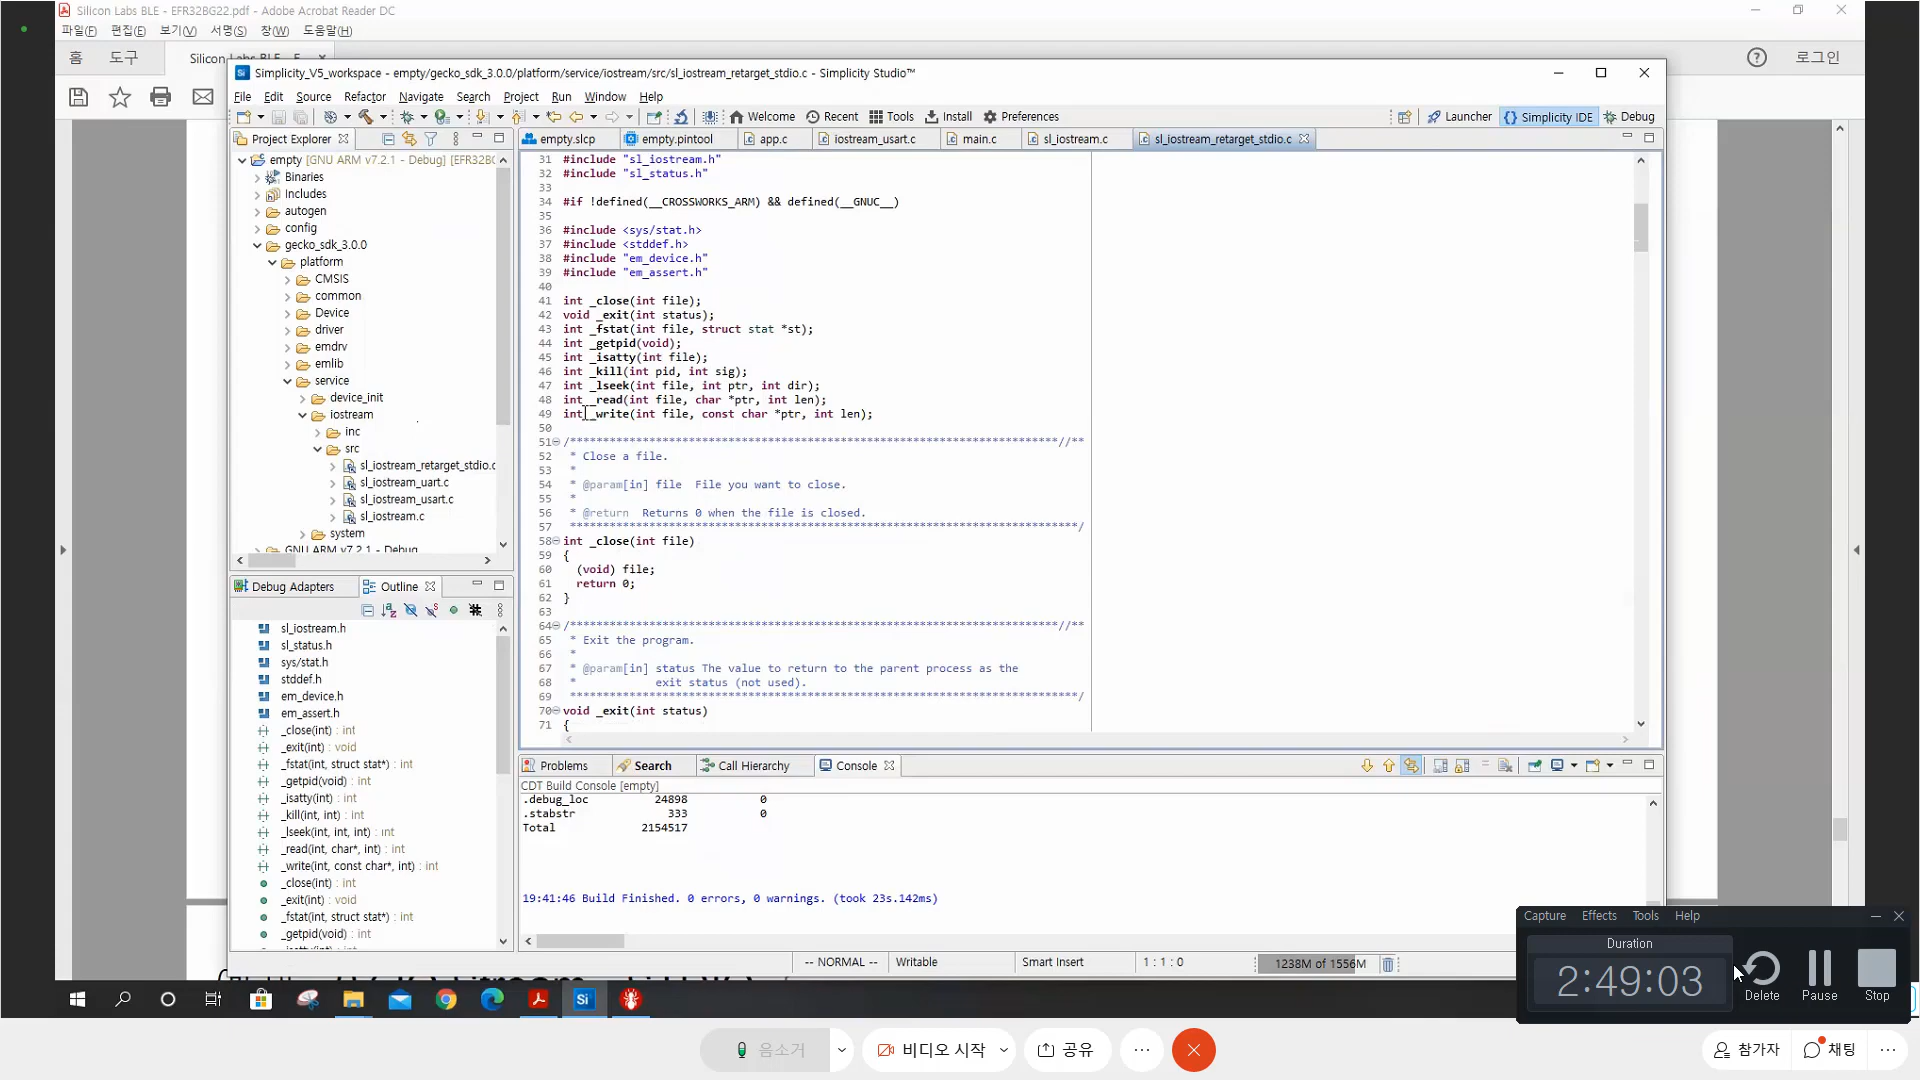 Silicon Labs BLE - EFR32BG22.pdf - Adobe Acrobat Reader DC
파일(F) 편집(E) 보기(V) 서명(S) 창(W) 도움말(H)
홈 도구 Silicon Labs BLE - E... × 로그인
Simplicity_V5_workspace - empty/gecko_sdk_3.0.0/platform/service/iostream/src/sl_iostream_retarget_stdio.c - Simplicity Studio™
File Edit Source Refactor Navigate Search Project Run Window Help
Welcome Recent Tools Install Preferences Launcher Simplicity IDE Debug
Project Explorer
empty [GNU ARM v7.2.1 - Debug] [EFR32BG
Binaries
Includes
autogen
config
gecko_sdk_3.0.0
platform
CMSIS
common
Device
driver
emdrv
emlib
service
device_init
iostream
inc
src
sl_iostream_retarget_stdio.c
sl_iostream_uart.c
sl_iostream_usart.c
sl_iostream.c
system
GNU ARM v7.2.1 - Debug
Debug Adapters Outline
sl_iostream.h
sl_status.h
sys/stat.h
stddef.h
em_device.h
em_assert.h
_close(int) : int
_exit(int) : void
_fstat(int, struct stat*) : int
_getpid(void) : int
_isatty(int) : int
_kill(int, int) : int
_lseek(int, int, int) : int
_read(int, char*, int) : int
_write(int, const char*, int) : int
_close(int) : int
_exit(int) : void
_fstat(int, struct stat*) : int
_getpid(void) : int
_isatty(int) : int
empty.slcp empty.pintool app.c iostream_usart.c main.c sl_iostream.c sl_iostream_retarget_stdio.c
31 #include "sl_iostream.h"
32 #include "sl_status.h"
33
34 #if !defined(__CROSSWORKS_ARM) && defined(__GNUC__)
35
36 #include <sys/stat.h>
37 #include <stddef.h>
38 #include "em_device.h"
39 #include "em_assert.h"
40
41 int _close(int file);
42 void _exit(int status);
43 int _fstat(int file, struct stat *st);
44 int _getpid(void);
45 int _isatty(int file);
46 int _kill(int pid, int sig);
47 int _lseek(int file, int ptr, int dir);
48 int _read(int file, char *ptr, int len);
49 int _write(int file, const char *ptr, int len);
50
51 /**************************************************************************//**
52 * Close a file.
53 *
54 * @param[in] file  File you want to close.
55 *
56 * @return  Returns 0 when the file is closed.
57 *****************************************************************************/
58 int _close(int file)
59 {
60 (void) file;
61 return 0;
62 }
63
64 /**************************************************************************//**
65 * Exit the program.
66 *
67 * @param[in] status The value to return to the parent process as the
68 *            exit status (not used).
69 *****************************************************************************/
70 void _exit(int status)
71 {
Problems Search Call Hierarchy Console
CDT Build Console [empty]
.debug_loc 24898 0
.stabstr 333 0
Total 2154517
19:41:46 Build Finished. 0 errors, 0 warnings. (took 23s.142ms)
-- NORMAL -- Writable Smart Insert 1 : 1 : 0 1238M of 1556M
Capture Effects Tools Help
Duration
2:49:03
Delete Pause Stop
음소거 비디오 시작 공유 참가자 채팅